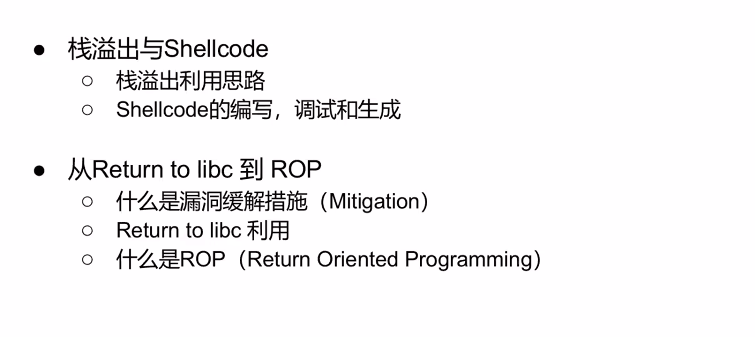 栈溢出与Shellcode
栈溢出利用思路
Shellcode的编写，调试和生成
从Return to libc 到 ROP
什么是漏洞缓解措施（Mitigation）
Return to libc 利用
什么是ROP（Return Oriented Programming）